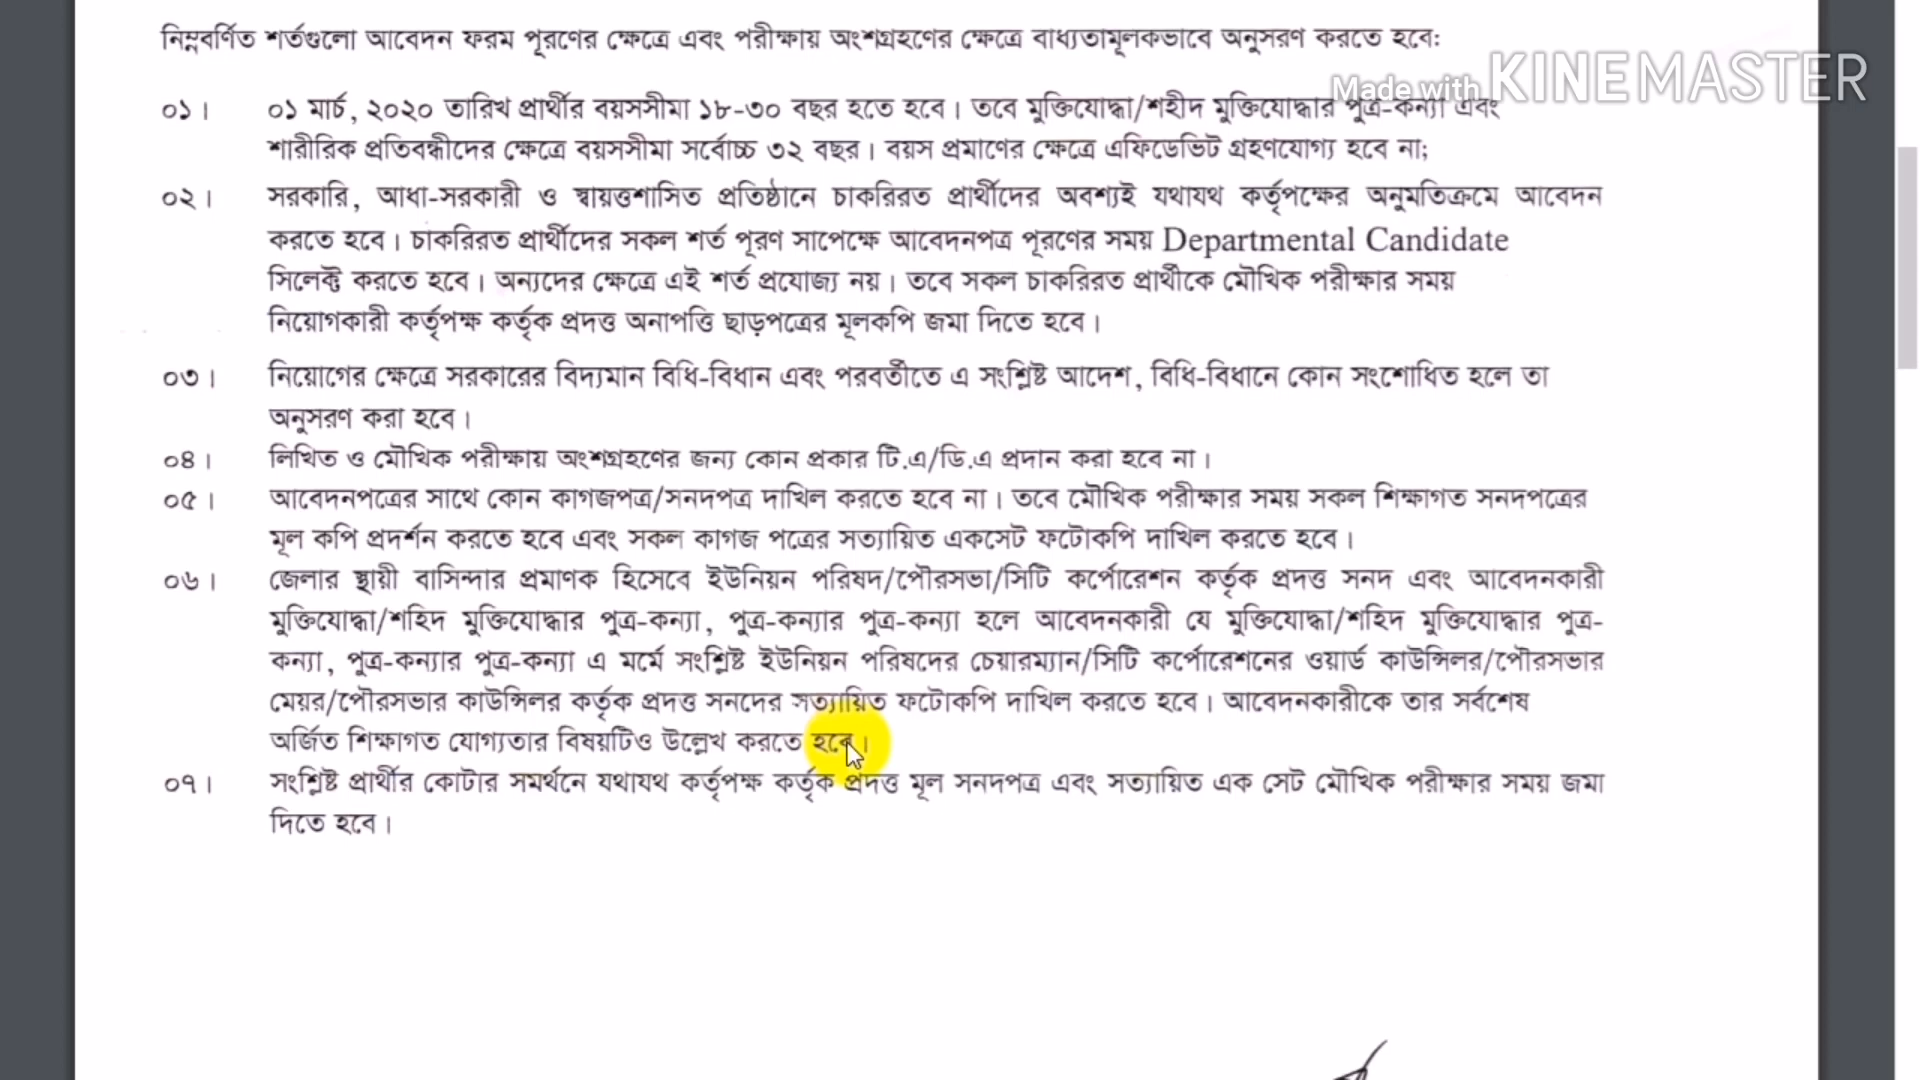 নিম্নবর্ণিত শর্তগুলো আবেদন ফরম পূরণের ক্ষেত্রে এবং পরীক্ষায় অংশগ্রহণের ক্ষেত্রে বাধ্যতামূলকভাবে অনুসরণ করতে হবে:
Made with KINEMASTER
০১। ০১ মার্চ, ২০২০ তারিখ প্রার্থীর বয়সসীমা ১৮-৩০ বছর হতে হবে। তবে মুক্তিযোদ্ধা/শহীদ মুক্তিযোদ্ধার পুত্র-কন্যা এবং
শারীরিক প্রতিবন্ধীদের ক্ষেত্রে বয়সসীমা সর্বোচ্চ ৩২ বছর। বয়স প্রমাণের ক্ষেত্রে এফিডেভিট গ্রহণযোগ্য হবে না;
০২। সরকারি, আধা-সরকারী ও স্বায়ত্তশাসিত প্রতিষ্ঠানে চাকরিরত প্রার্থীদের অবশ্যই যথাযথ কর্তৃপক্ষের অনুমতিক্রমে আবেদন
করতে হবে। চাকরিরত প্রার্থীদের সকল শর্ত পূরণ সাপেক্ষে আবেদনপত্র পূরণের সময় Departmental Candidate
সিলেক্ট করতে হবে। অন্যদের ক্ষেত্রে এই শর্ত প্রযোজ্য নয়। তবে সকল চাকরিরত প্রার্থীকে মৌখিক পরীক্ষার সময়
নিয়োগকারী কর্তৃপক্ষ কর্তৃক প্রদত্ত অনাপত্তি ছাড়পত্রের মূলকপি জমা দিতে হবে।
০৩। নিয়োগের ক্ষেত্রে সরকারের বিদ্যমান বিধি-বিধান এবং পরবর্তীতে এ সংশ্লিষ্ট আদেশ, বিধি-বিধানে কোন সংশোধিত হলে তা
অনুসরণ করা হবে।
০৪। লিখিত ও মৌখিক পরীক্ষায় অংশগ্রহণের জন্য কোন প্রকার টি.এ/ডি.এ প্রদান করা হবে না।
০৫। আবেদনপত্রের সাথে কোন কাগজপত্র/সনদপত্র দাখিল করতে হবে না। তবে মৌখিক পরীক্ষার সময় সকল শিক্ষাগত সনদপত্রের
মূল কপি প্রদর্শন করতে হবে এবং সকল কাগজ পত্রের সত্যায়িত একসেট ফটোকপি দাখিল করতে হবে।
০৬। জেলার স্থায়ী বাসিন্দার প্রমাণক হিসেবে ইউনিয়ন পরিষদ/পৌরসভা/সিটি কর্পোরেশন কর্তৃক প্রদত্ত সনদ এবং আবেদনকারী
মুক্তিযোদ্ধা/শহিদ মুক্তিযোদ্ধার পুত্র-কন্যা, পুত্র-কন্যার পুত্র-কন্যা হলে আবেদনকারী যে মুক্তিযোদ্ধা/শহিদ মুক্তিযোদ্ধার পুত্র-
কন্যা, পুত্র-কন্যার পুত্র-কন্যা এ মর্মে সংশ্লিষ্ট ইউনিয়ন পরিষদের চেয়ারম্যান/সিটি কর্পোরেশনের ওয়ার্ড কাউন্সিলর/পৌরসভার
মেয়র/পৌরসভার কাউন্সিলর কর্তৃক প্রদত্ত সনদের সত্যায়িত ফটোকপি দাখিল করতে হবে। আবেদনকারীকে তার সর্বশেষ
অর্জিত শিক্ষাগত যোগ্যতার বিষয়টিও উল্লেখ করতে হবে।
০৭। সংশ্লিষ্ট প্রার্থীর কোটার সমর্থনে যথাযথ কর্তৃপক্ষ কর্তৃক প্রদত্ত মূল সনদপত্র এবং সত্যায়িত এক সেট মৌখিক পরীক্ষার সময় জমা
দিতে হবে।